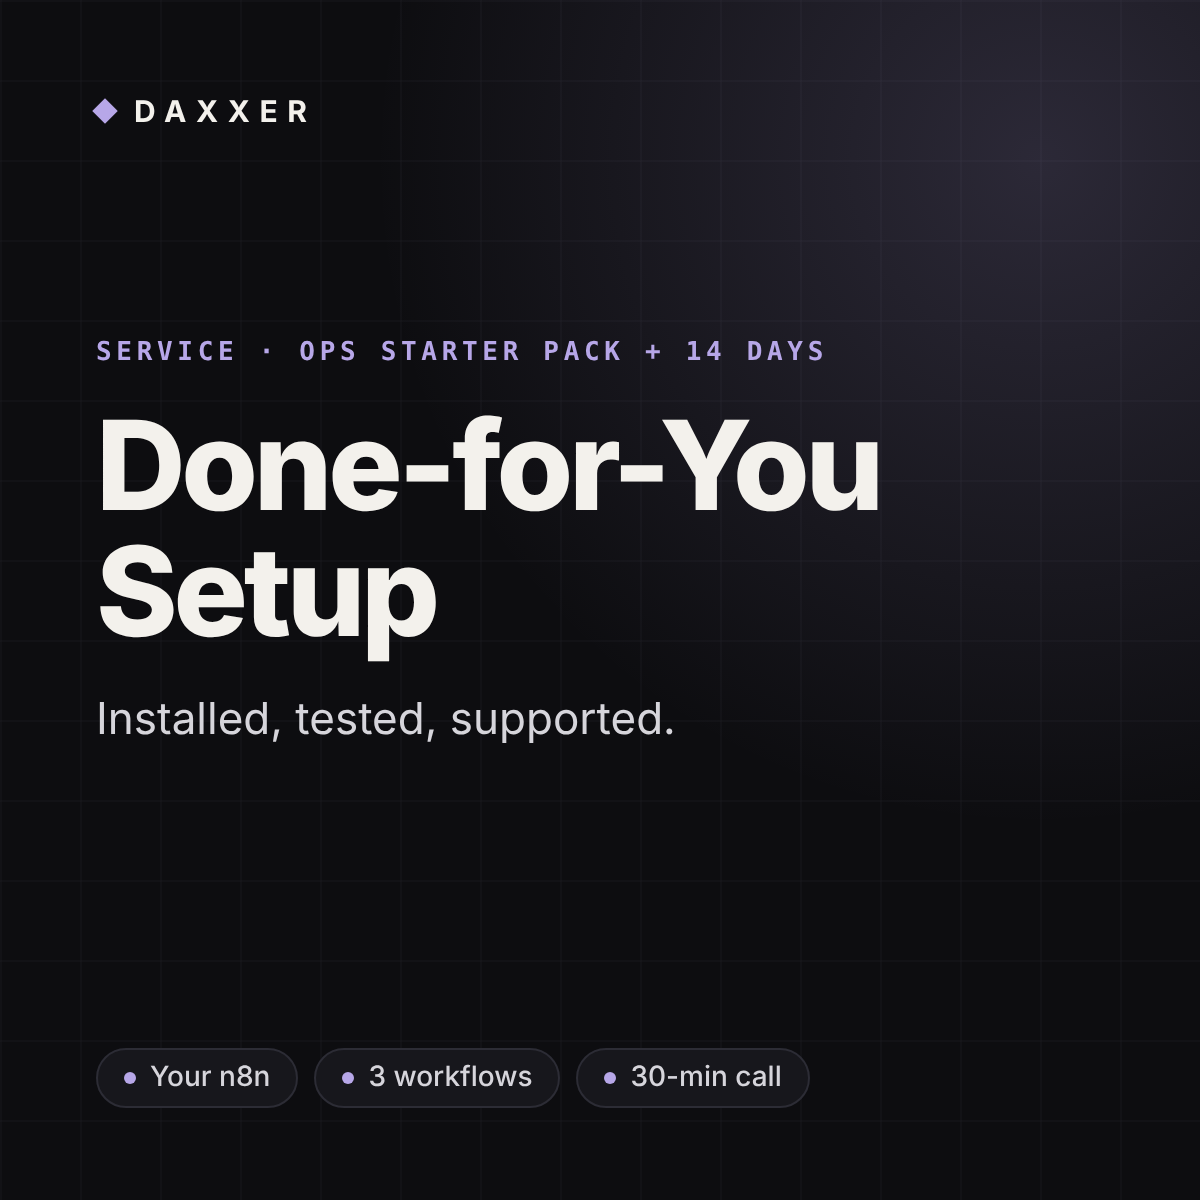 DAXXER
SERVICE · OPS STARTER PACK + 14 DAYS
Done-for-You
Setup
Installed, tested, supported.
Your n8n
3 workflows
30-min call